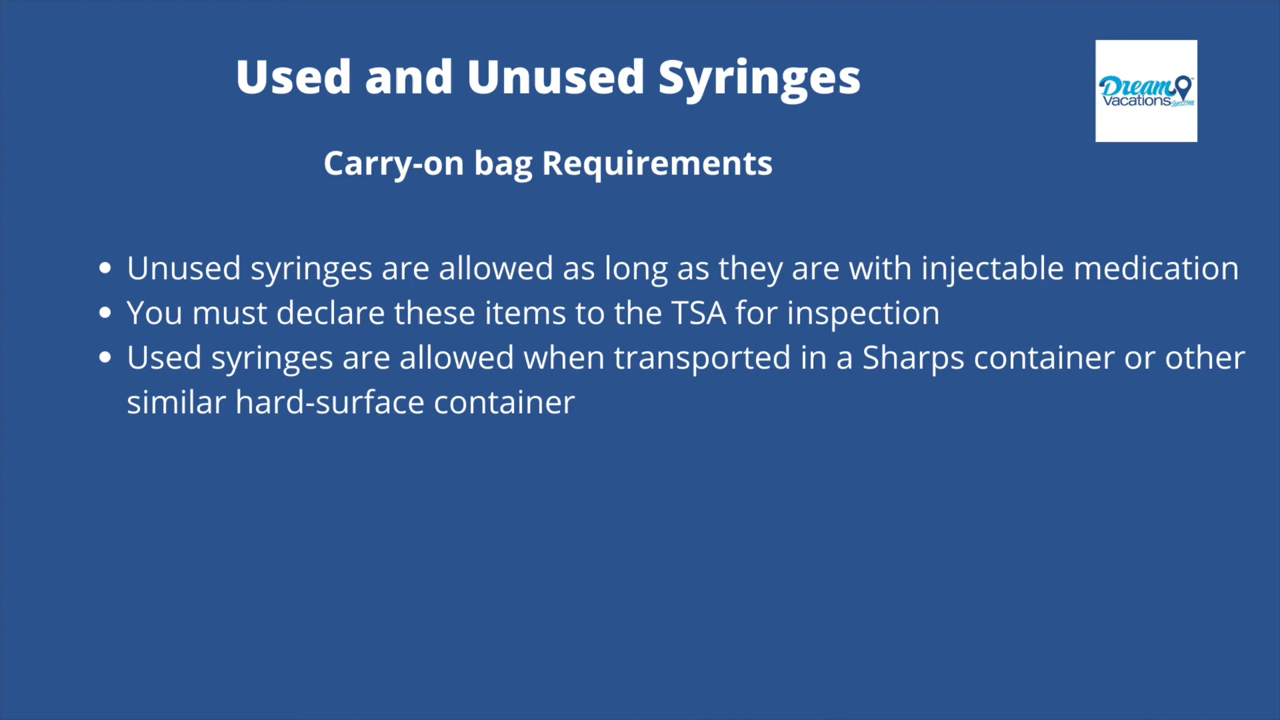 Used and Unused Syringes
Dream
Vacations
Carry-on bag Requirements
• Unused syringes are allowed as long as they are with injectable medication
• You must declare these items to the TSA for inspection
• Used syringes are allowed when transported in a Sharps container or other
similar hard-surface container